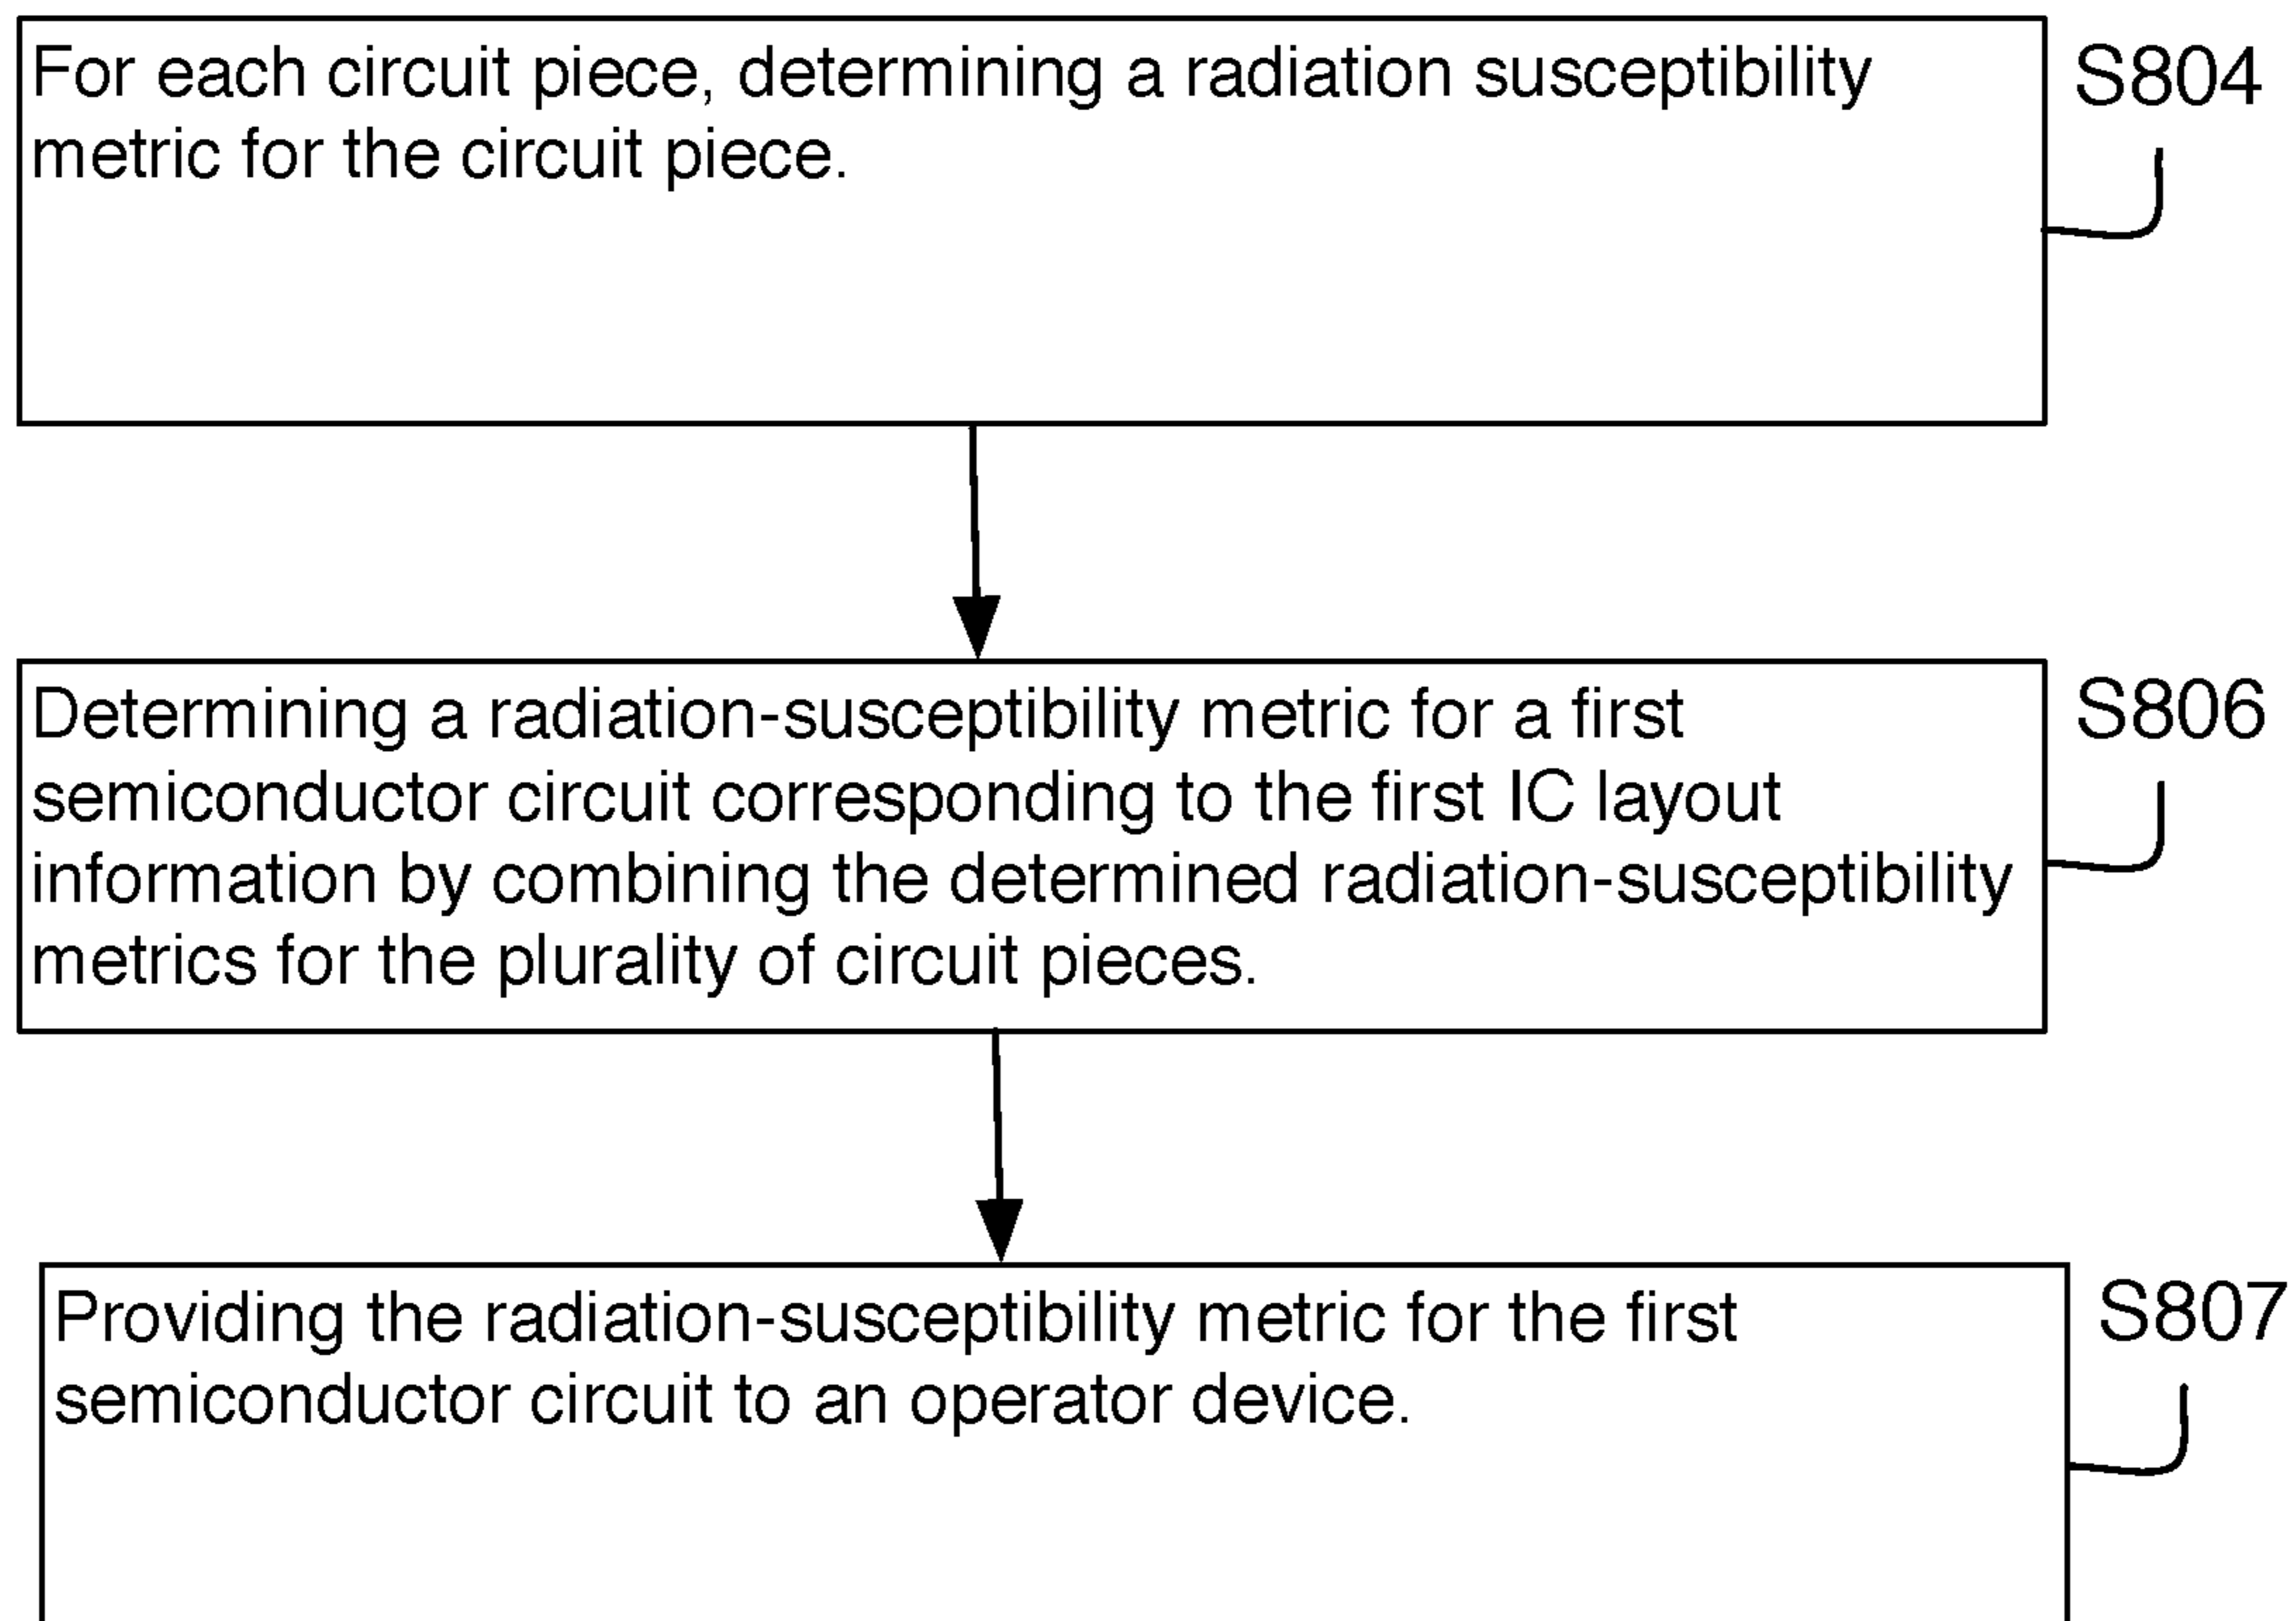 For each circuit piece, determining a radiation susceptibility
metric for the circuit piece.
S804
Determining a radiation-susceptibility metric for a first
semiconductor circuit corresponding to the first IC layout
information by combining the determined radiation-susceptibility
metrics for the plurality of circuit pieces.
S806
Providing the radiation-susceptibility metric for the first
semiconductor circuit to an operator device.
S807